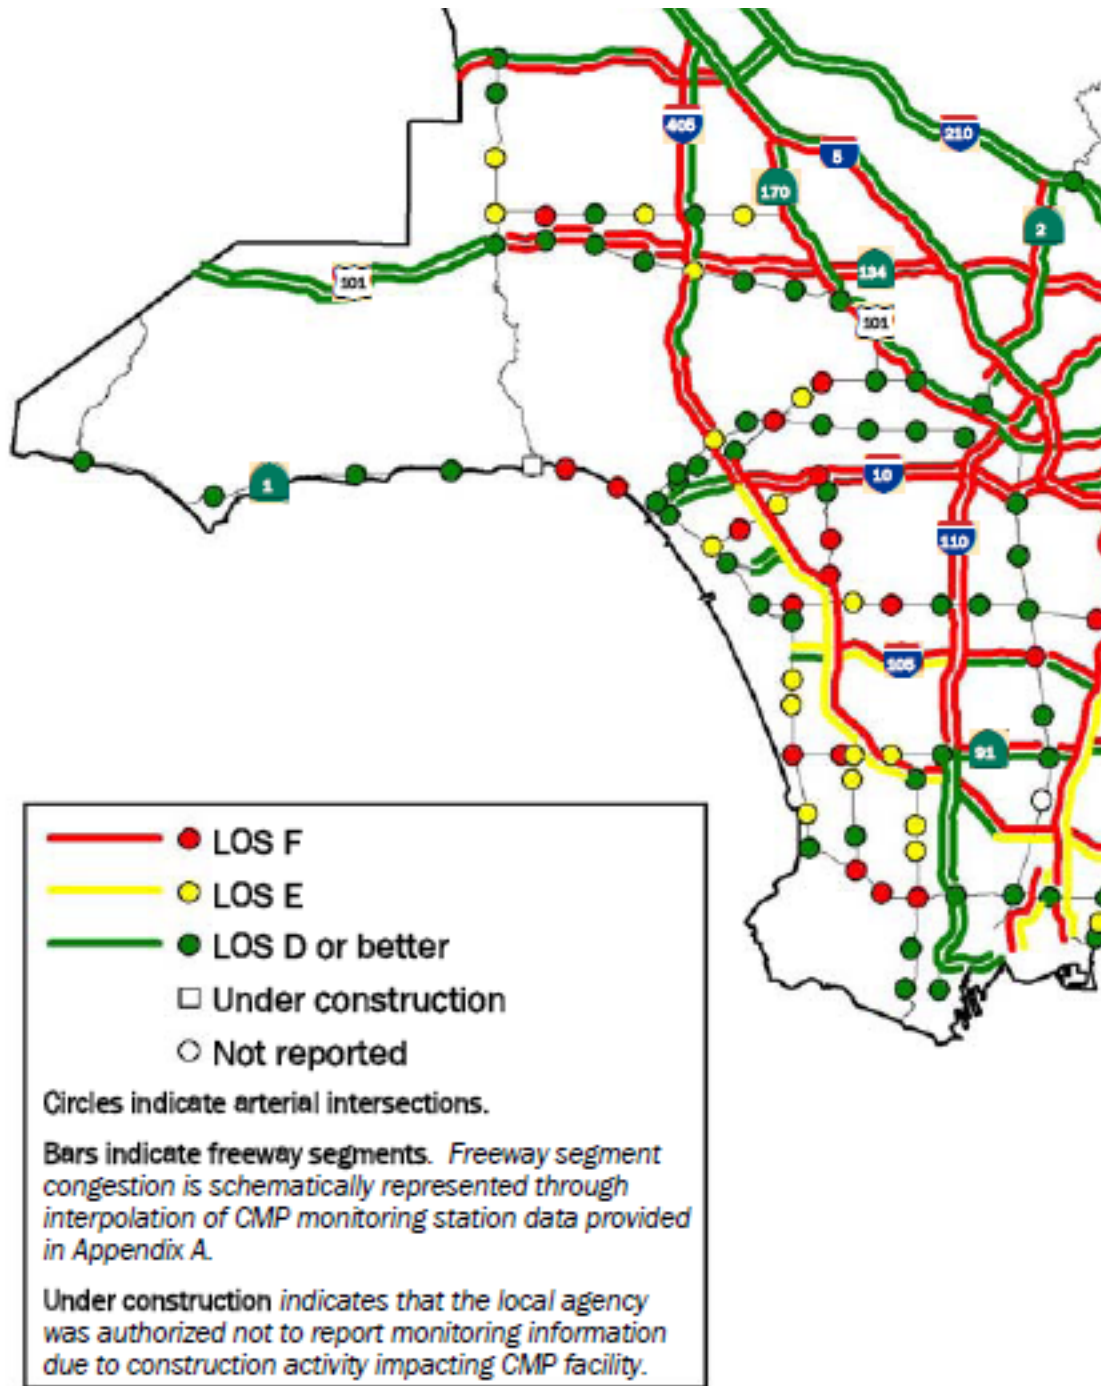 405
5
210
170
2
134
101
101
1
10
110
105
91
LOS F
LOS E
LOS D or better
Under construction
Not reported
Circles indicate arterial intersections.
Bars indicate freeway segments. Freeway segment
congestion is schematically represented through
interpolation of CMP monitoring station data provided
in Appendix A.
Under construction indicates that the local agency
was authorized not to report monitoring information
due to construction activity impacting CMP facility.